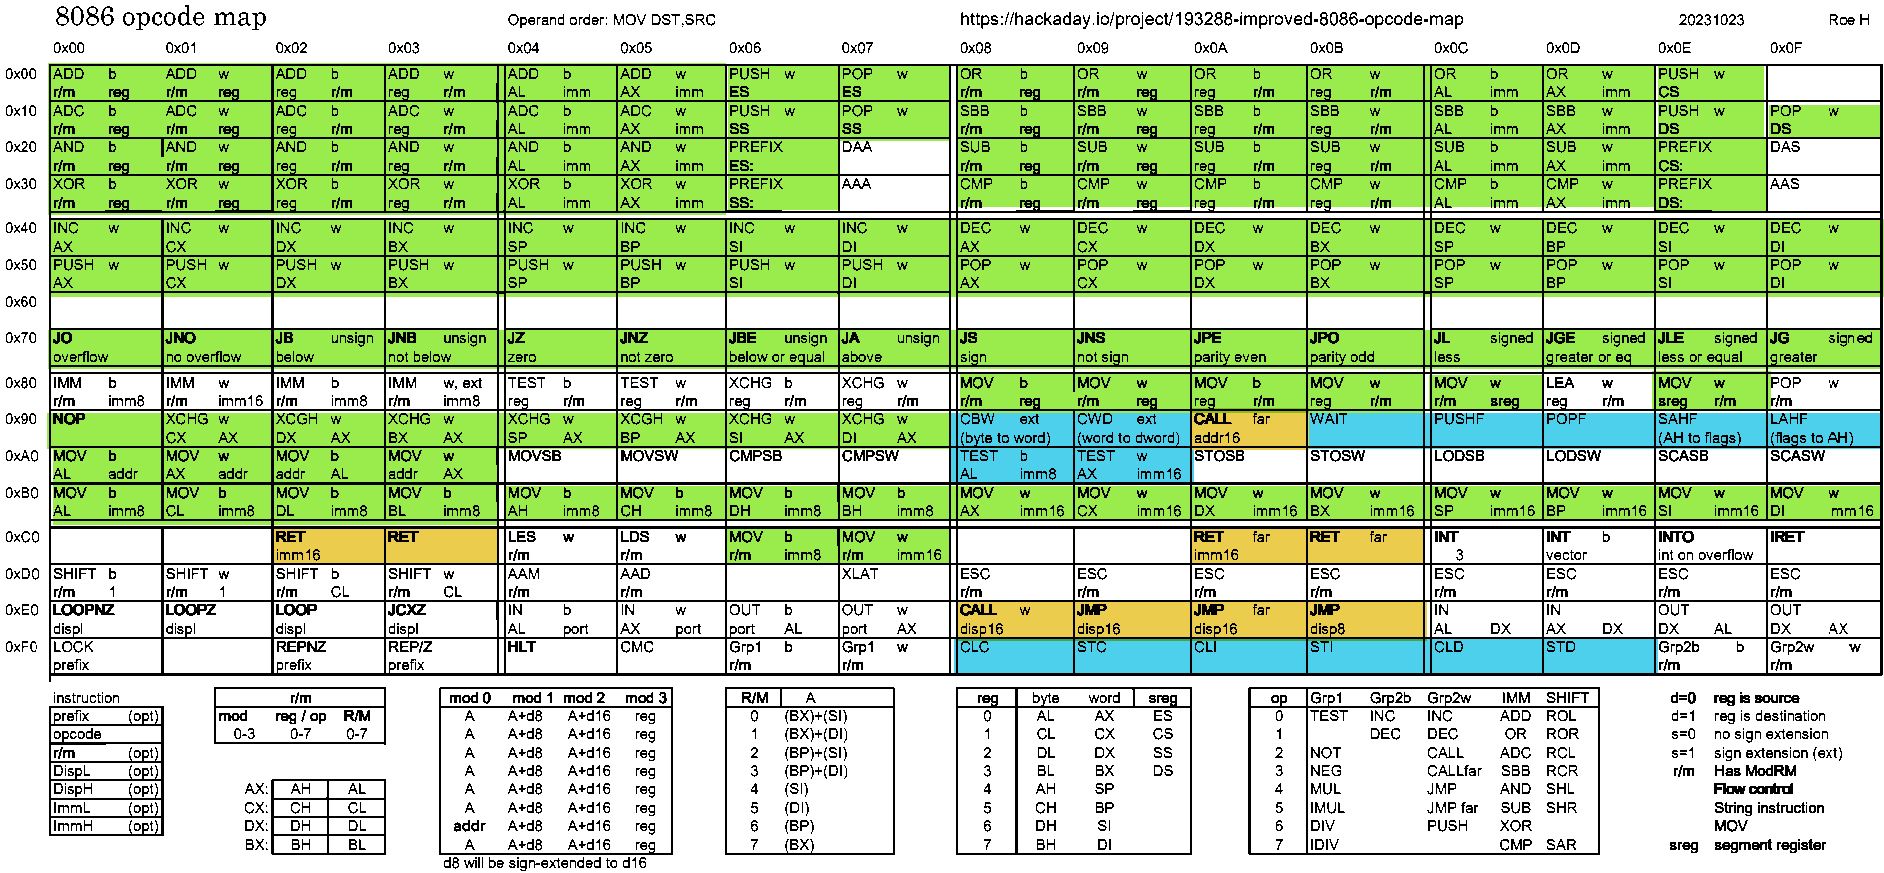 8086 opcode map Operand order: MOV DST,SRC https://hackaday.io/project/193288-improved-8086-opcode-map 20231023 Roe H
0x00 0x01 0x02 0x03 0x04 0x05 0x06 0x07 0x08 0x09 0x0A 0x0B 0x0C 0x0D 0x0E 0x0F
0x00 ADD b ADD w ADD b ADD w ADD b ADD w PUSH w POP w OR b OR w OR b OR w OR b OR w PUSH w
r/m reg r/m reg reg r/m reg r/m AL imm AX imm ES ES r/m reg r/m reg reg r/m reg r/m AL imm AX imm CS
0x10 ADC b ADC w ADC b ADC w ADC b ADC w PUSH w POP w SBB b SBB w SBB b SBB w SBB b SBB w PUSH w POP w
r/m reg r/m reg reg r/m reg r/m AL imm AX imm SS SS r/m reg r/m reg reg r/m reg r/m AL imm AX imm DS DS
0x20 AND b AND w AND b AND w AND b AND w PREFIX DAA SUB b SUB w SUB b SUB w SUB b SUB w PREFIX DAS
r/m reg r/m reg reg r/m reg r/m AL imm AX imm ES: r/m reg r/m reg reg r/m reg r/m AL imm AX imm CS:
0x30 XOR b XOR w XOR b XOR w XOR b XOR w PREFIX AAA CMP b CMP w CMP b CMP w CMP b CMP w PREFIX AAS
r/m reg r/m reg reg r/m reg r/m AL imm AX imm SS: r/m reg r/m reg reg r/m reg r/m AL imm AX imm DS:
0x40 INC w INC w INC w INC w INC w INC w INC w INC w DEC w DEC w DEC w DEC w DEC w DEC w DEC w DEC w
AX CX DX BX SP BP SI DI AX CX DX BX SP BP SI DI
0x50 PUSH w PUSH w PUSH w PUSH w PUSH w PUSH w PUSH w PUSH w POP w POP w POP w POP w POP w POP w POP w POP w
AX CX DX BX SP BP SI DI AX CX DX BX SP BP SI DI
0x60
0x70 JO JNO JB unsign JNB unsign JZ JNZ JBE unsign JA unsign JS JNS JPE JPO JL signed JGE signed JLE signed JG signed
overflow no overflow below not below zero not zero below or equal above sign not sign parity even parity odd less greater or eq less or equal greater
0x80 IMM b IMM w IMM b IMM w, ext TEST b TEST w XCHG b XCHG w MOV b MOV w MOV b MOV w MOV w LEA w MOV w POP w
r/m imm8 r/m imm16 r/m imm8 r/m imm8 reg r/m reg r/m reg r/m reg r/m r/m reg r/m reg reg r/m reg r/m r/m sreg reg r/m sreg r/m r/m
0x90 NOP XCHG w XCGH w XCHG w XCHG w XCGH w XCHG w XCHG w CBW ext CWD ext CALL far WAIT PUSHF POPF SAHF LAHF
CX AX DX AX BX AX SP AX BP AX SI AX DI AX (byte to word) (word to dword) addr16 (AH to flags) (flags to AH)
0xA0 MOV b MOV w MOV b MOV w MOVSB MOVSW CMPSW CMPSW TEST b TEST w STOSB STOSW LODSB LODSW SCASB SCASW
AL addr AX addr addr AL addr AX AL imm8 AX imm16
0xB0 MOV b MOV b MOV b MOV b MOV b MOV b MOV b MOV b MOV w MOV w MOV w MOV w MOV w MOV w MOV w MOV w
AL imm8 CL imm8 DL imm8 BL imm8 AH imm8 CH imm8 DH imm8 BH imm8 AX imm16 CX imm16 DX imm16 BX imm16 SP imm16 BP imm16 SI imm16 DI mm16
0xC0 RET RET LES w LDS w MOV b MOV w RET far RET far INT INT b INTO IRET
imm16 r/m r/m r/m imm8 r/m imm16 imm16 3 vector int on overflow
0xD0 SHIFT b SHIFT w SHIFT b SHIFT w AAM AAD XLAT ESC ESC ESC ESC ESC ESC ESC ESC
r/m 1 r/m 1 r/m CL r/m CL r/m r/m r/m r/m r/m r/m r/m r/m
0xE0 LOOPNZ LOOPZ LOOP JCXZ IN b IN w OUT b OUT w CALL w JMP JMP far JMP IN IN OUT OUT
displ displ displ displ AL port AX port port AL port AX disp16 disp16 disp16 disp8 AL DX AX DX DX AL DX AX
0xF0 LOCK REPNZ REP/Z HLT CMC Grp1 b Grp1 w CLC STC CLI STI CLD STD Grp2b b Grp2w w
prefix prefix prefix r/m r/m r/m r/m
instruction r/m mod 0 mod 1 mod 2 mod 3 R/M A reg byte word sreg op Grp1 Grp2b Grp2w IMM SHIFT d=0 reg is source
prefix (opt) mod reg / op R/M A A+d8 A+d16 reg 0 (BX)+(SI) 0 AL AX ES 0 TEST INC INC ADD ROL d=1 reg is destination
opcode 0-3 0-7 0-7 A A+d8 A+d16 reg 1 (BX)+(DI) 1 CL CX CS 1 DEC DEC OR ROR s=0 no sign extension
r/m (opt) A A+d8 A+d16 reg 2 (BP)+(SI) 2 DL DX SS 2 NOT CALL ADC RCL s=1 sign extension (ext)
DispL (opt) A A+d8 A+d16 reg 3 (BP)+(DI) 3 BL BX DS 3 NEG CALLfar SBB RCR r/m Has ModRM
DispH (opt) AX: AH AL A A+d8 A+d16 reg 4 (SI) 4 AH SP 4 MUL JMP AND SHL Flow control
ImmL (opt) CX: CH CL A A+d8 A+d16 reg 5 (DI) 5 CH BP 5 IMUL JMP far SUB SHR String instruction
ImmH (opt) DX: DH DL addr A+d8 A+d16 reg 6 (BP) 6 DH SI 6 DIV PUSH XOR MOV
BX: BH BL A A+d8 A+d16 reg 7 (BX) 7 BH DI 7 IDIV CMP SAR sreg segment register
d8 will be sign-extended to d16